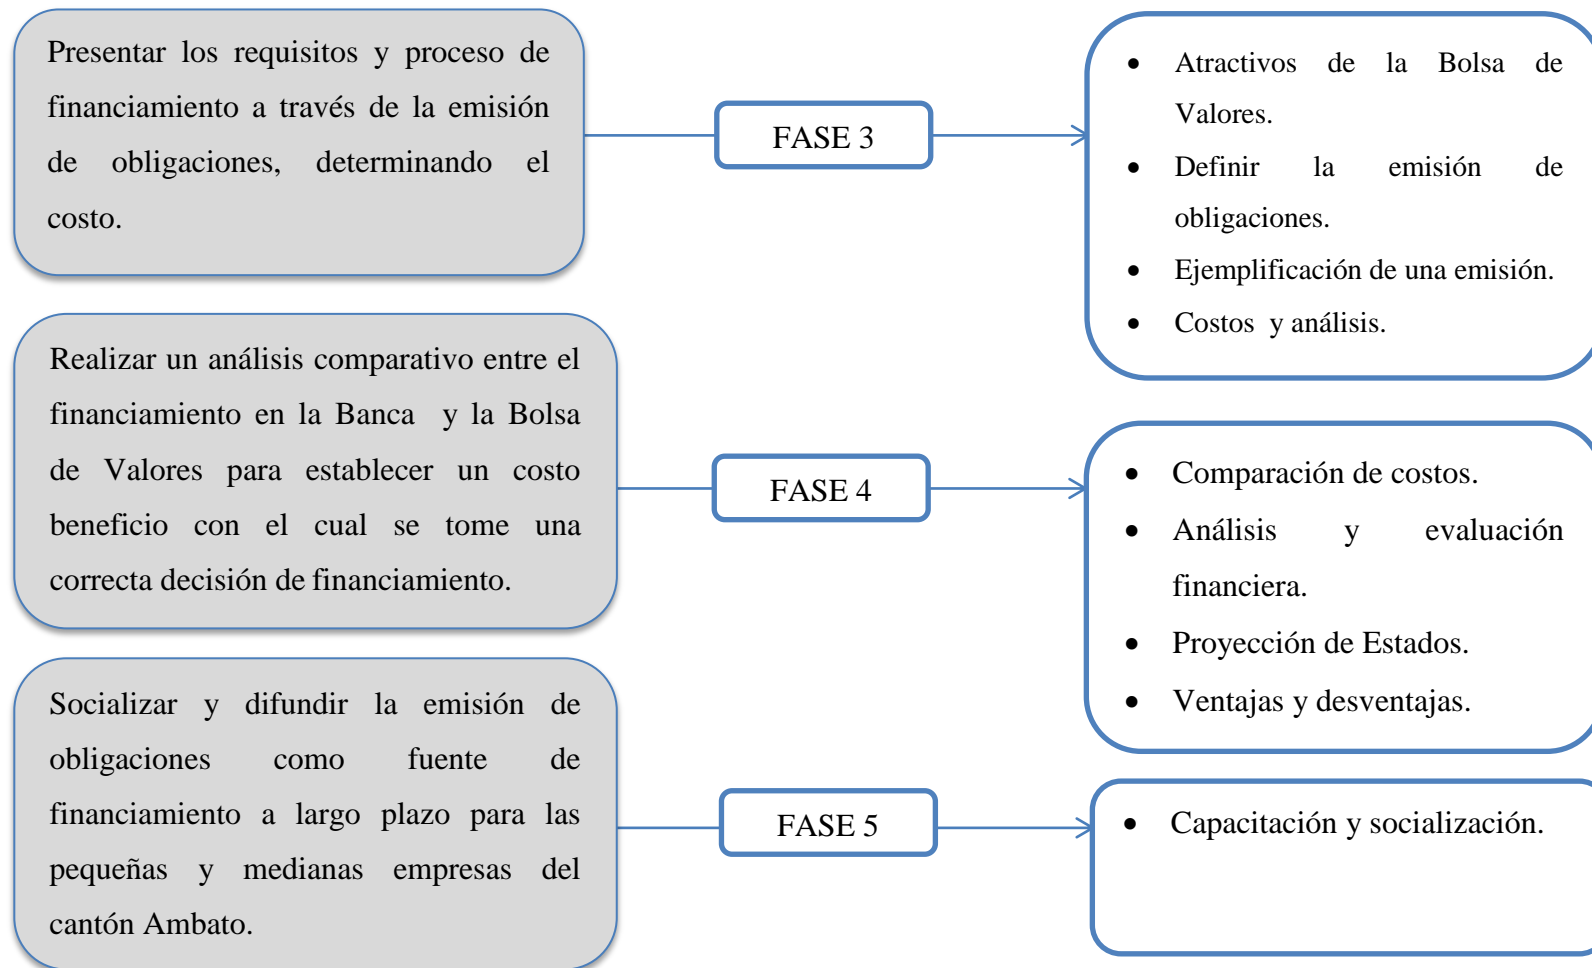 Presentar los requisitos y proceso de
financiamiento a través de la emisión
de obligaciones, determinando el
costo.
FASE 3
• Atractivos de la Bolsa de
Valores.
• Definir la emisión de
obligaciones.
• Ejemplificación de una emisión.
• Costos y análisis.
Realizar un análisis comparativo entre el
financiamiento en la Banca y la Bolsa
de Valores para establecer un costo
beneficio con el cual se tome una
correcta decisión de financiamiento.
FASE 4
• Comparación de costos.
• Análisis y evaluación
financiera.
• Proyección de Estados.
• Ventajas y desventajas.
Socializar y difundir la emisión de
obligaciones como fuente de
financiamiento a largo plazo para las
pequeñas y medianas empresas del
cantón Ambato.
FASE 5
• Capacitación y socialización.